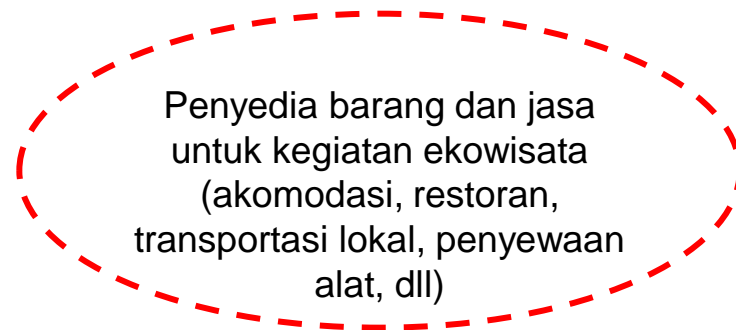 Penyedia barang dan jasa
untuk kegiatan ekowisata
(akomodasi, restoran,
transportasi lokal, penyewaan
alat, dll)